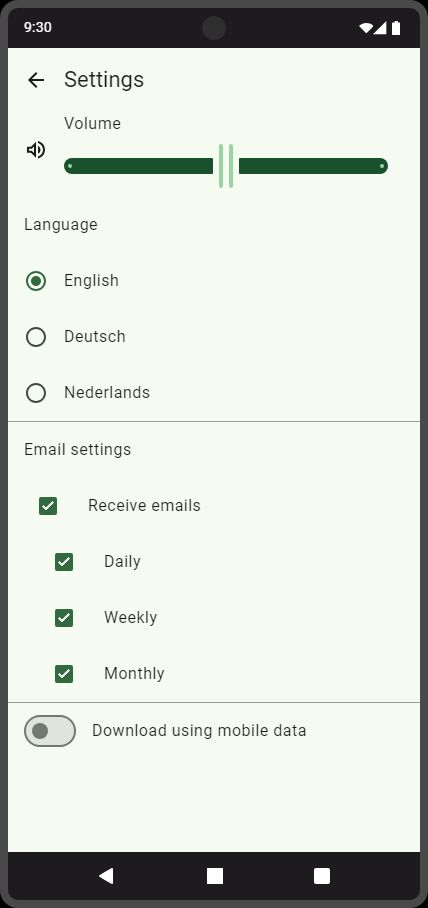 9:30
Settings
Volume
Language
English
Deutsch
Nederlands
Email settings
Receive emails
Daily
Weekly
Monthly
Download using mobile data